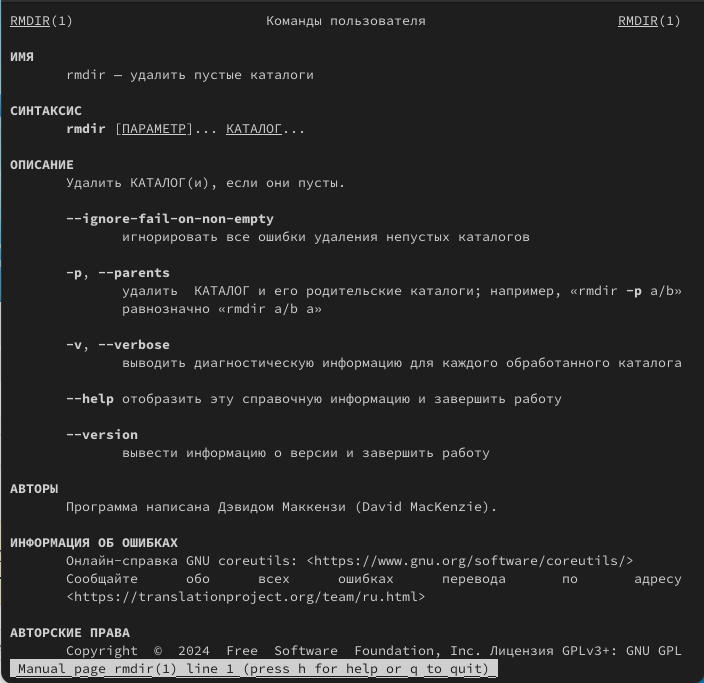 RMDIR(1) Команды пользователя RMDIR(1)
ИМЯ
rmdir — удалить пустые каталоги
СИНТАКСИС
rmdir [ПАРАМЕТР]... КАТАЛОГ...
ОПИСАНИЕ
Удалить КАТАЛОГ(и), если они пусты.
--ignore-fail-on-non-empty
игнорировать все ошибки удаления непустых каталогов
-p, --parents
удалить КАТАЛОГ и его родительские каталоги; например, «rmdir -p a/b»
равнозначно «rmdir a/b a»
-v, --verbose
выводить диагностическую информацию для каждого обработанного каталога
--help отобразить эту справочную информацию и завершить работу
--version
вывести информацию о версии и завершить работу
АВТОРЫ
Программа написана Дэвидом Маккензи (David MacKenzie).
ИНФОРМАЦИЯ ОБ ОШИБКАХ
Онлайн-справка GNU coreutils: <https://www.gnu.org/software/coreutils/>
Сообщайте обо всех ошибках перевода по адресу
<https://translationproject.org/team/ru.html>
АВТОРСКИЕ ПРАВА
Copyright © 2024 Free Software Foundation, Inc. Лицензия GPLv3+: GNU GPL
Manual page rmdir(1) line 1 (press h for help or q to quit)